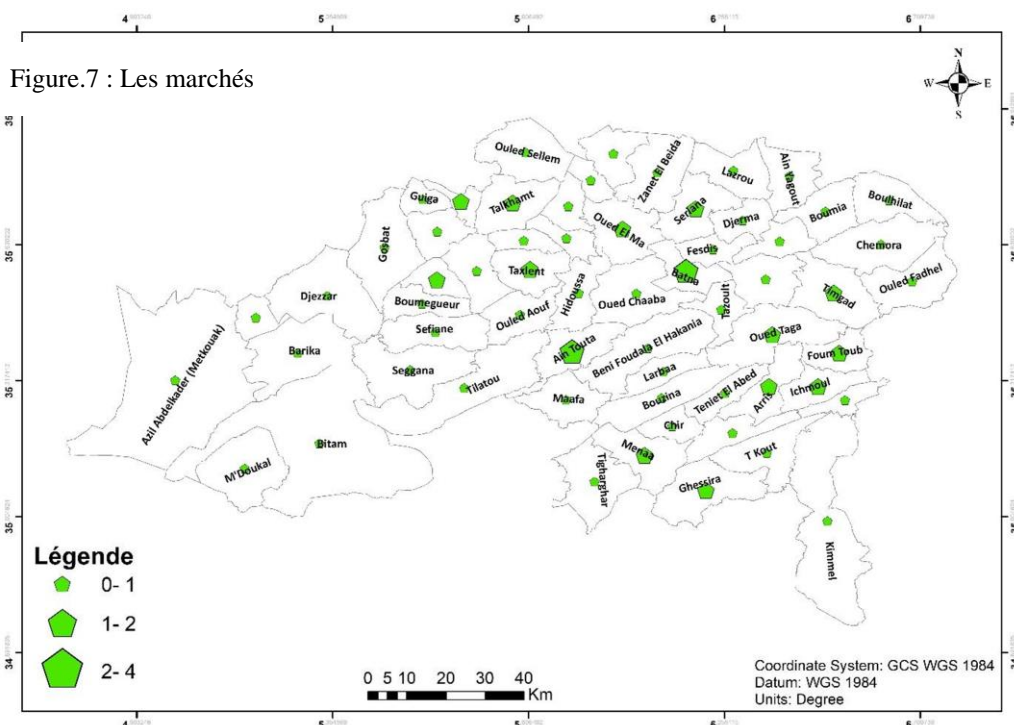 Figure.7 : Les marchés
N
W E
S
Ouled Sellem
Zanet El Beida
Lazrou
Ain Yagout
Guiga
Talkhamt
Seriana
Boumia
Boulhilat
Oued El Ma
Djerma
Gosbat
Fesdis
Chemora
Taxlent
Batna
Ouled Fadhel
Djezzar
Boumegueur
Hidoussa
Oued Chaaba
Tazoult
Timgad
Ouled Aouf
Sefiane
Oued Taga
Barika
Ain Touta
Beni Foudala El Hakania
Foum Toub
Seggana
Larbaa
Azil Abdelkader (Metkouak)
Tilatou
Maafa
Bouzina
Teniet El Abed
Arris
Ichmoul
Chir
Bitam
Menaa
T Kout
M'Doukal
Tigharghar
Ghessira
Kimmel
Légende
0- 1
1- 2
2- 4
0 5 10 20 30 40
Km
Coordinate System: GCS WGS 1984
Datum: WGS 1984
Units: Degree